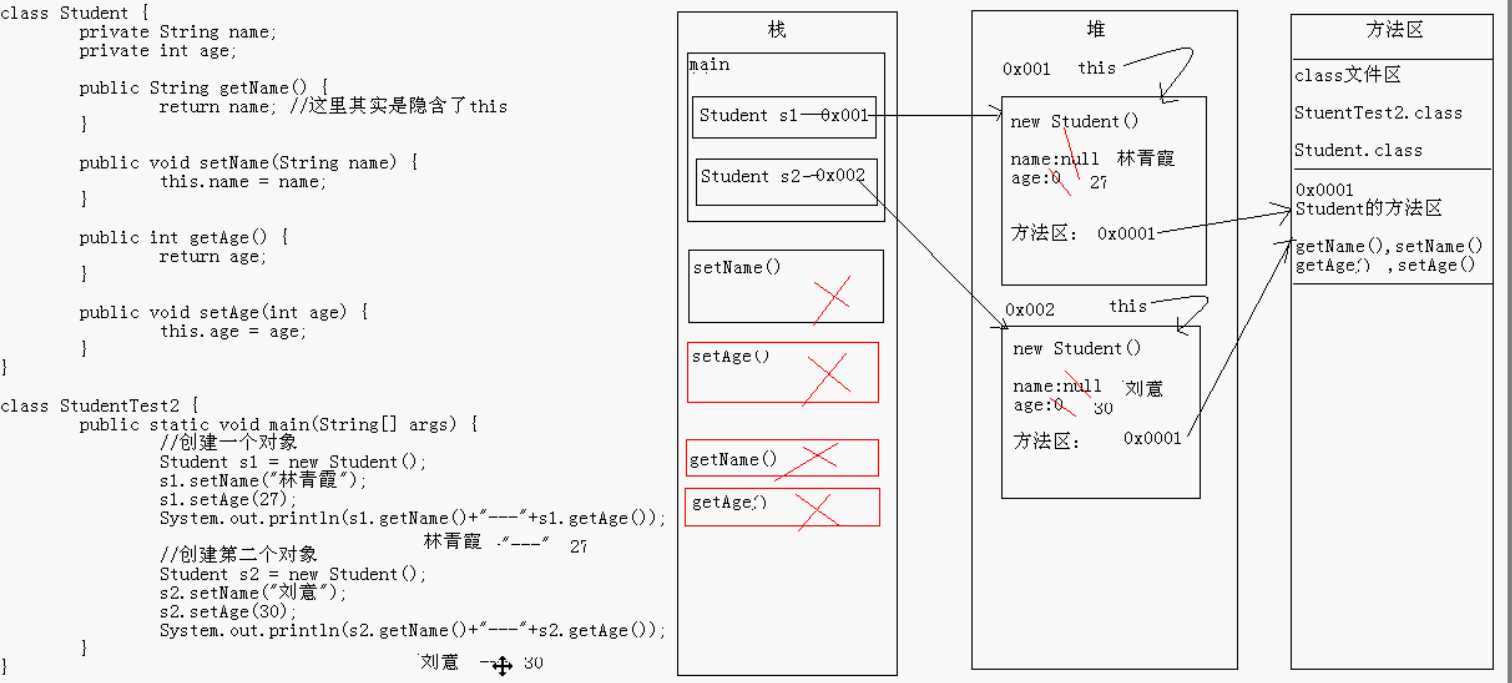 class Student {
private String name;
private int age;
public String getName() {
return name; //这里其实是隐含了this
}
public void setName(String name) {
this.name = name;
}
public int getAge() {
return age;
}
public void setAge(int age) {
this.age = age;
}
}
class StudentTest2 {
public static void main(String[] args) {
//创建一个对象
Student s1 = new Student();
s1.setName("林青霞");
s1.setAge(27);
System.out.println(s1.getName()+"---"+s1.getAge());
林青霞 "---" 27
//创建第二个对象
Student s2 = new Student();
s2.setName("刘意");
s2.setAge(30);
System.out.println(s2.getName()+"---"+s2.getAge());
}
刘意 --- 30
}
栈
main
Student s1 0x001
Student s2 0x002
setName()
setAge()
getName()
getAge()
堆
0x001 this
new Student()
name:null 林青霞
age:0 27
方法区: 0x0001
0x002 this
new Student()
name:null 刘意
age:0 30
方法区: 0x0001
方法区
class文件区
StuentTest2.class
Student.class
0x0001
Student的方法区
getName(),setName()
getAge() ,setAge()